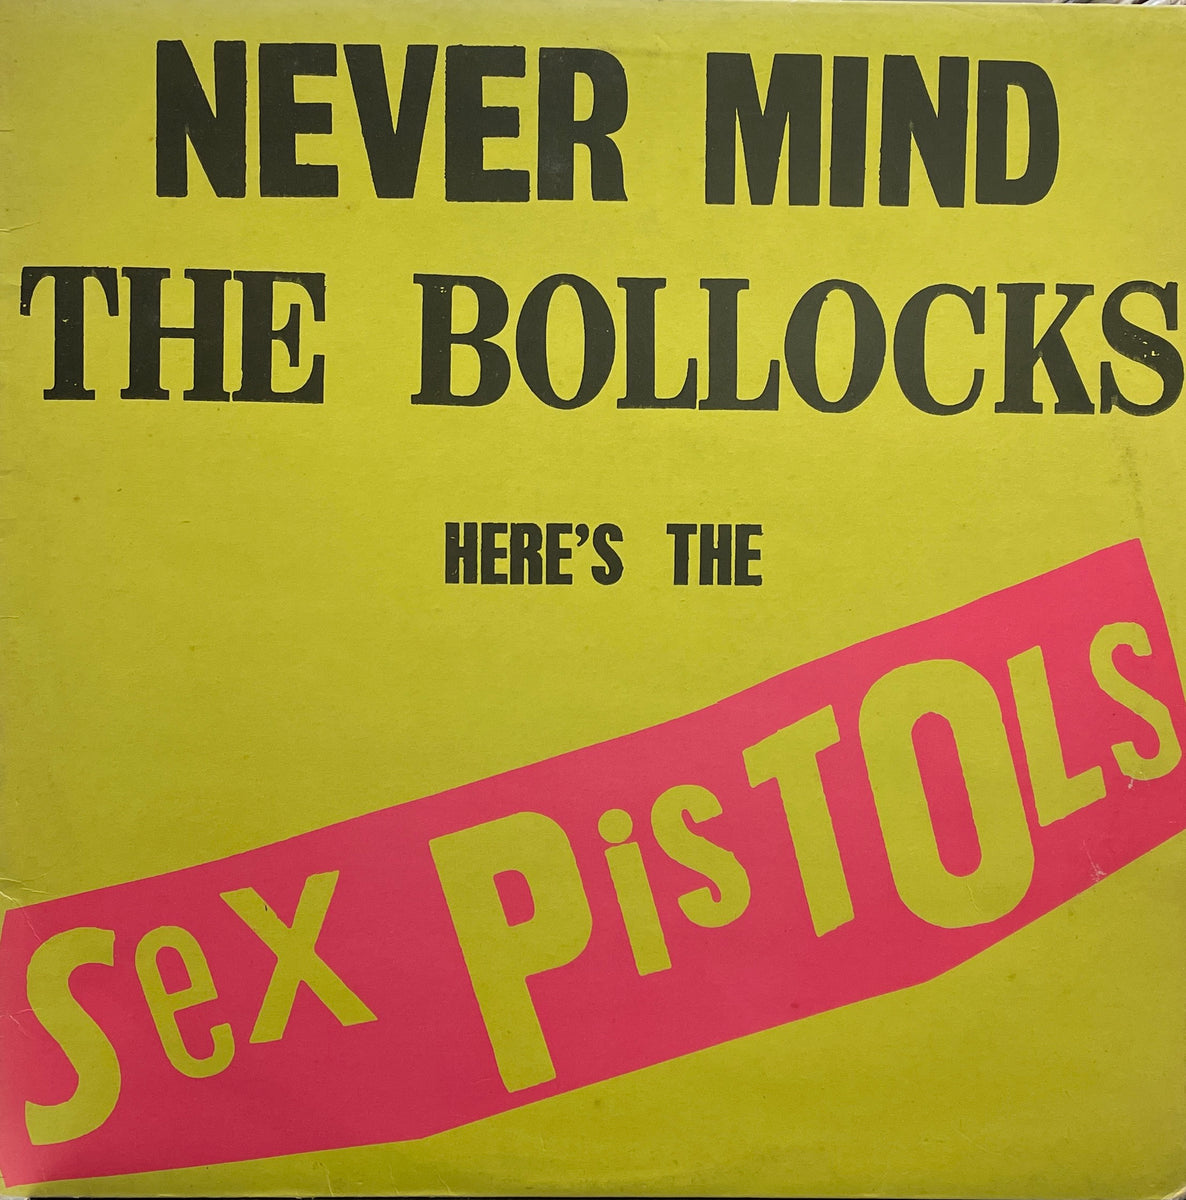 NEVER MIND
THE BOLLOCKS
HERE'S THE
SeX PiSTOLS